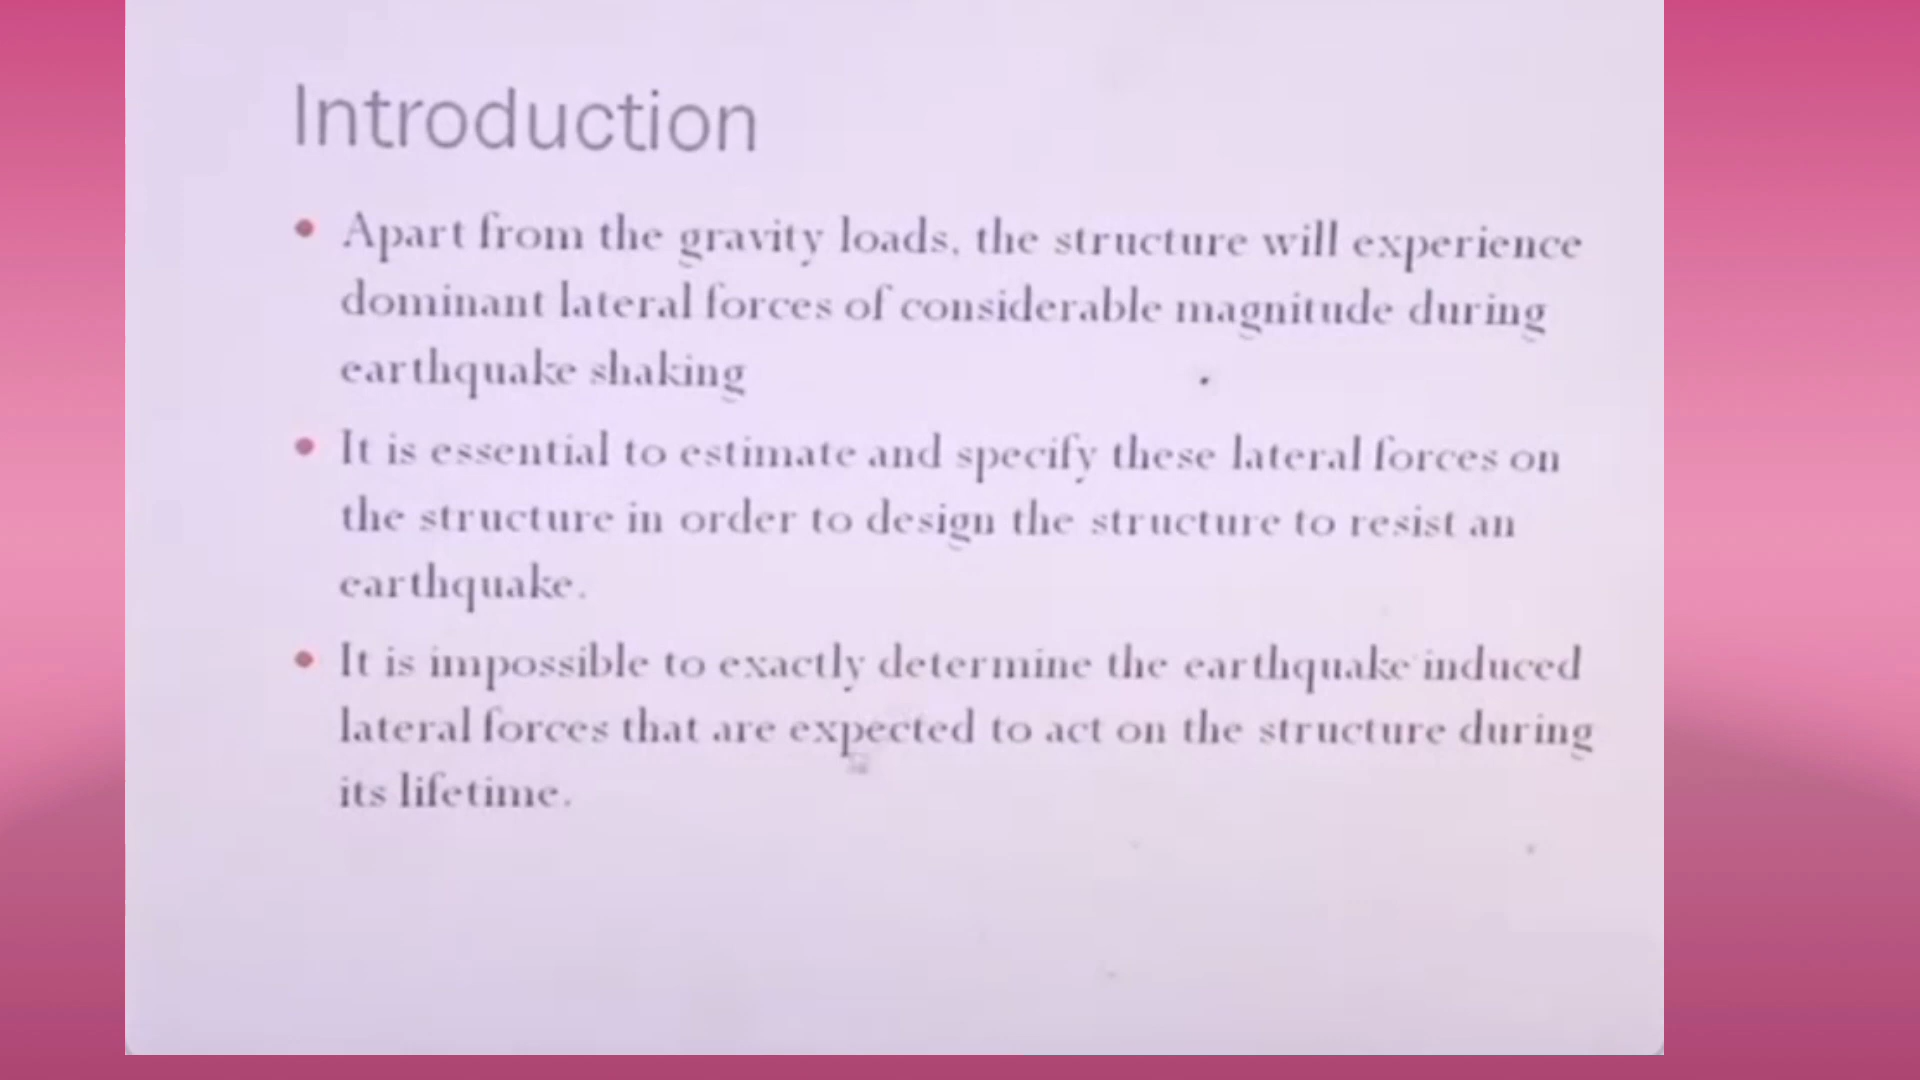 Introduction
• Apart from the gravity loads, the structure will experience
dominant lateral forces of considerable magnitude during
earthquake shaking
• It is essential to estimate and specify these lateral forces on
the structure in order to design the structure to resist an
earthquake.
• It is impossible to exactly determine the earthquake induced
lateral forces that are expected to act on the structure during
its lifetime.